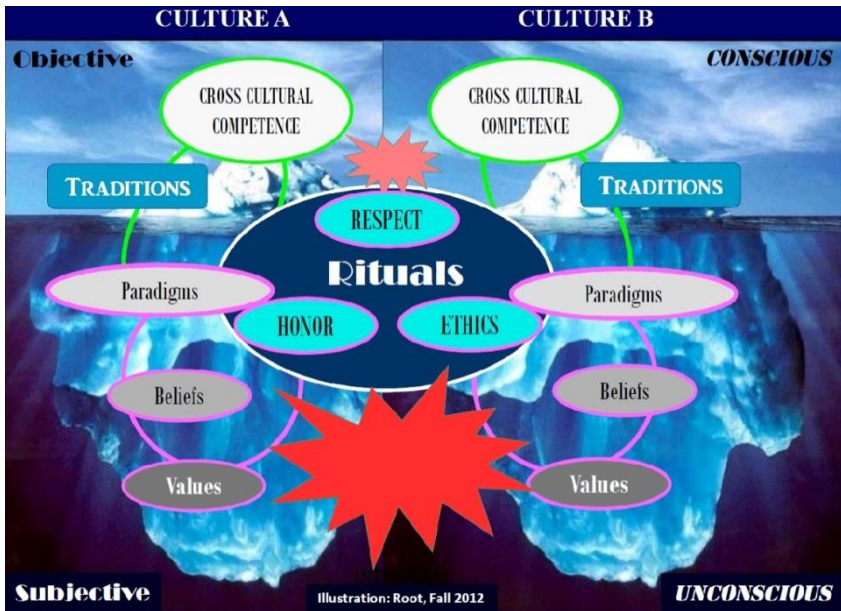 CULTURE A
CULTURE B
Objective
CONSCIOUS
CROSS CULTURAL
COMPETENCE
CROSS CULTURAL
COMPETENCE
TRADITIONS
TRADITIONS
RESPECT
Rituals
Paradigms
Paradigms
HONOR
ETHICS
Beliefs
Beliefs
Values
Values
Subjective
Illustration: Root, Fall 2012
UNCONSCIOUS